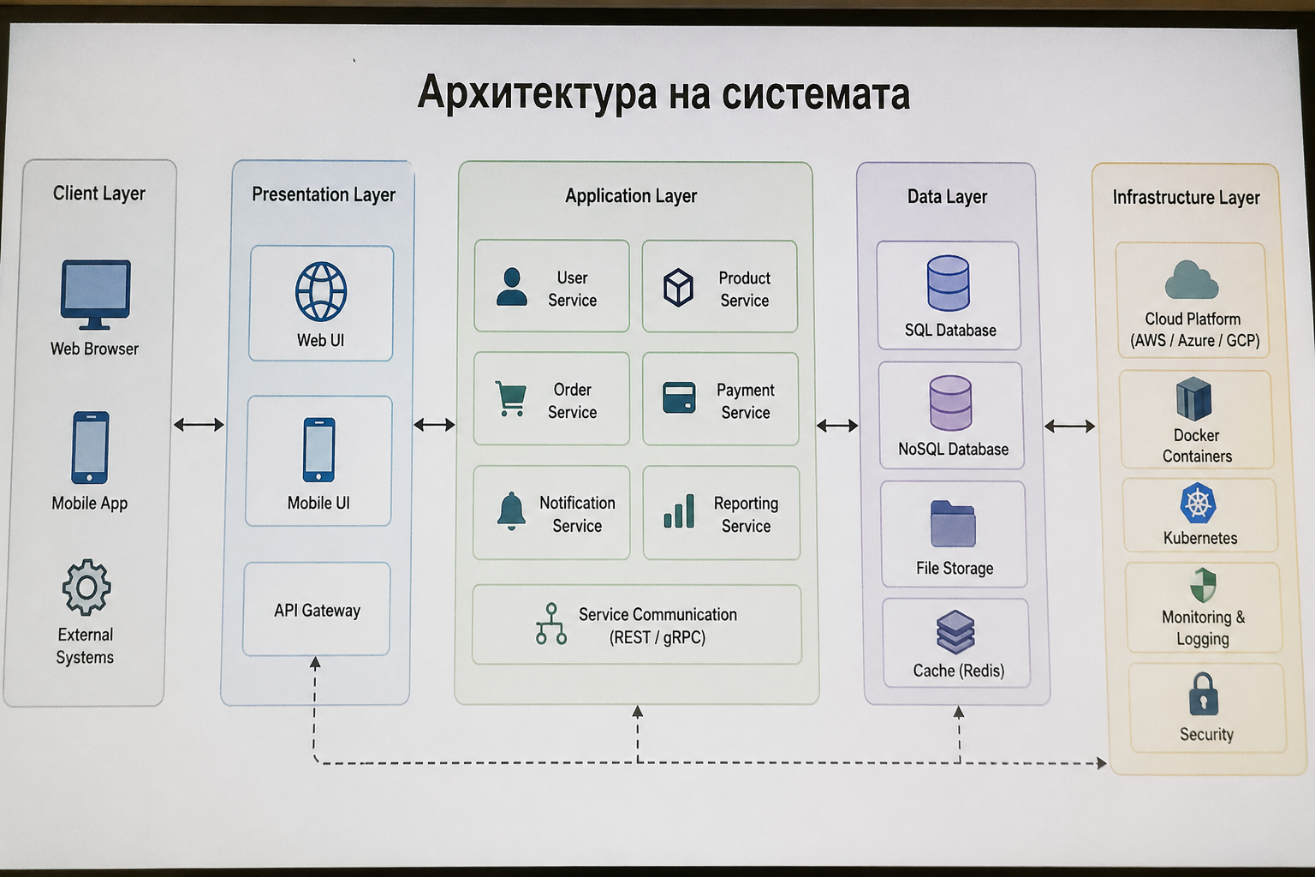 Архитектура на системата
Client Layer
Web Browser
Mobile App
External
Systems
Presentation Layer
Web UI
Mobile UI
API Gateway
Application Layer
User
Service
Product
Service
Order
Service
Payment
Service
Notification
Service
Reporting
Service
Service Communication
(REST / gRPC)
Data Layer
SQL Database
NoSQL Database
File Storage
Cache (Redis)
Infrastructure Layer
Cloud Platform
(AWS / Azure / GCP)
Docker
Containers
Kubernetes
Monitoring &
Logging
Security